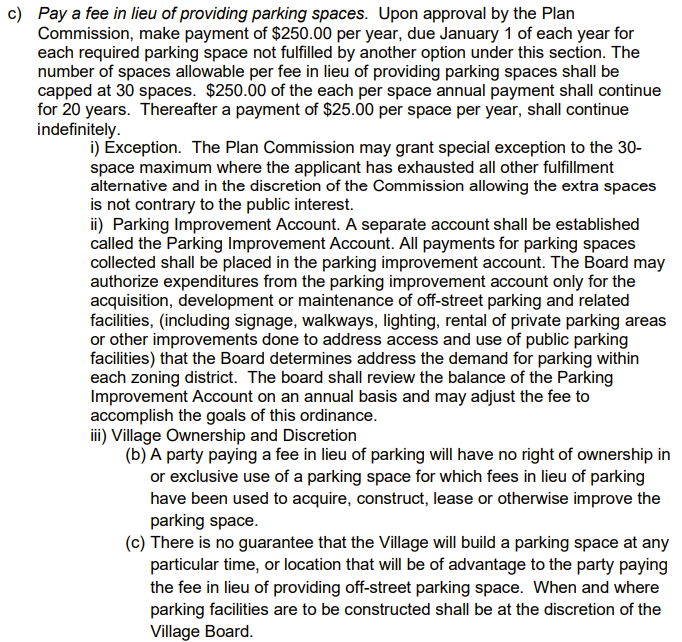 c) Pay a fee in lieu of providing parking spaces. Upon approval by the Plan
Commission, make payment of $250.00 per year, due January 1 of each year for
each required parking space not fulfilled by another option under this section. The
number of spaces allowable per fee in lieu of providing parking spaces shall be
capped at 30 spaces. $250.00 of the each per space annual payment shall continue
for 20 years. Thereafter a payment of $25.00 per space per year, shall continue
indefinitely.
i) Exception. The Plan Commission may grant special exception to the 30-
space maximum where the applicant has exhausted all other fulfillment
alternative and in the discretion of the Commission allowing the extra spaces
is not contrary to the public interest.
ii) Parking Improvement Account. A separate account shall be established
called the Parking Improvement Account. All payments for parking spaces
collected shall be placed in the parking improvement account. The Board may
authorize expenditures from the parking improvement account only for the
acquisition, development or maintenance of off-street parking and related
facilities, (including signage, walkways, lighting, rental of private parking areas
or other improvements done to address access and use of public parking
facilities) that the Board determines address the demand for parking within
each zoning district. The board shall review the balance of the Parking
Improvement Account on an annual basis and may adjust the fee to
accomplish the goals of this ordinance.
iii) Village Ownership and Discretion
(b) A party paying a fee in lieu of parking will have no right of ownership in
or exclusive use of a parking space for which fees in lieu of parking
have been used to acquire, construct, lease or otherwise improve the
parking space.
(c) There is no guarantee that the Village will build a parking space at any
particular time, or location that will be of advantage to the party paying
the fee in lieu of providing off-street parking space. When and where
parking facilities are to be constructed shall be at the discretion of the
Village Board.